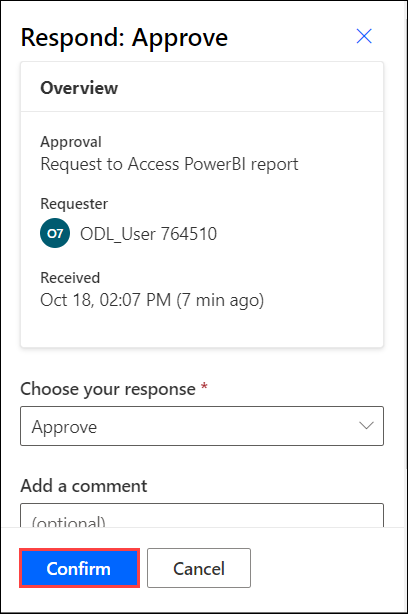 Respond: Approve
Overview
Approval
Request to Access PowerBI report
Requester
O7 ODL_User 764510
Received
Oct 18, 02:07 PM (7 min ago)
Choose your response *
Approve
Add a comment
(optional)
Confirm Cancel